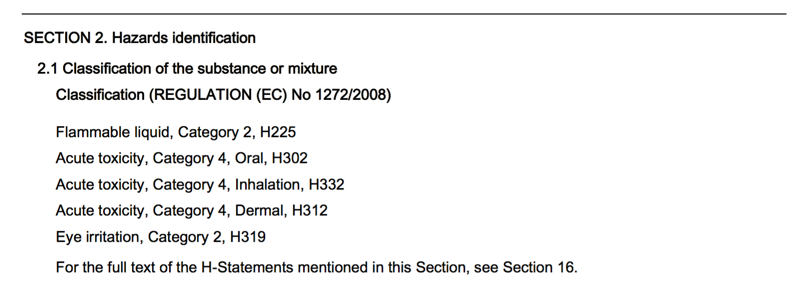 SECTION 2. Hazards identification
2.1 Classification of the substance or mixture
Classification (REGULATION (EC) No 1272/2008)
Flammable liquid, Category 2, H225
Acute toxicity, Category 4, Oral, H302
Acute toxicity, Category 4, Inhalation, H332
Acute toxicity, Category 4, Dermal, H312
Eye irritation, Category 2, H319
For the full text of the H-Statements mentioned in this Section, see Section 16.